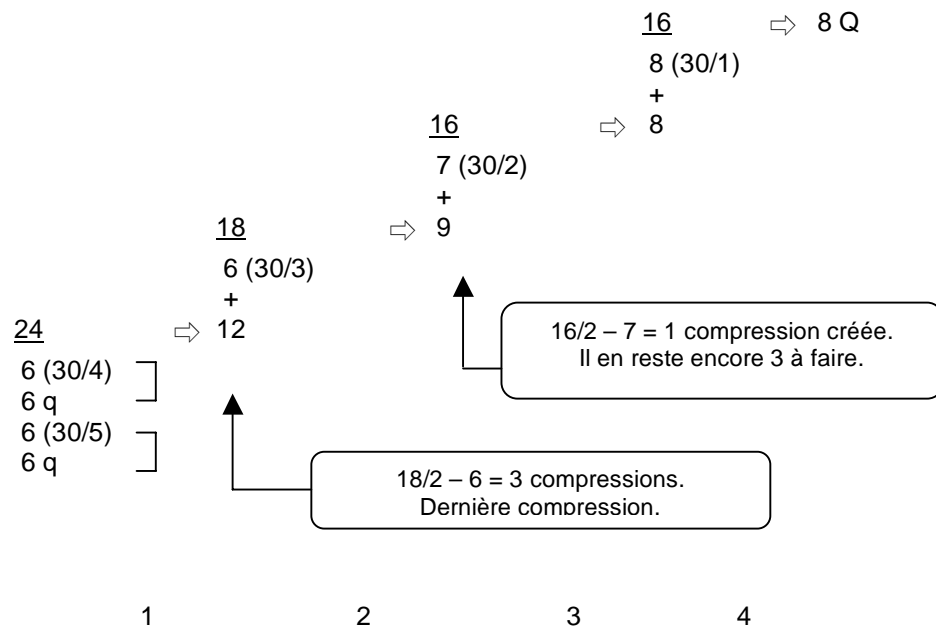 16 ⇨ 8 Q
8 (30/1)
+
16 ⇨ 8
7 (30/2)
+
18 ⇨ 9
6 (30/3)
+
24 ⇨ 12
6 (30/4)
6 q
6 (30/5)
6 q
16/2 – 7 = 1 compression créée.
Il en reste encore 3 à faire.
18/2 – 6 = 3 compressions.
Dernière compression.
1 2 3 4